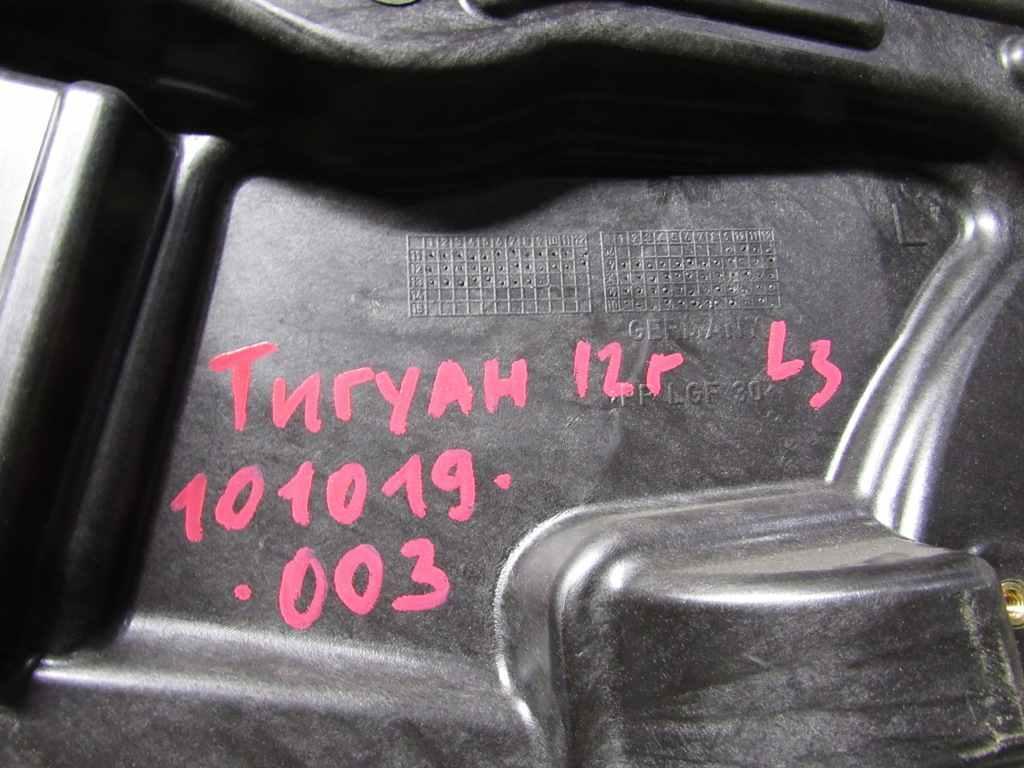 L
GERMANY
Тигуан 12г L3
PP LGF 30
101019.
.003